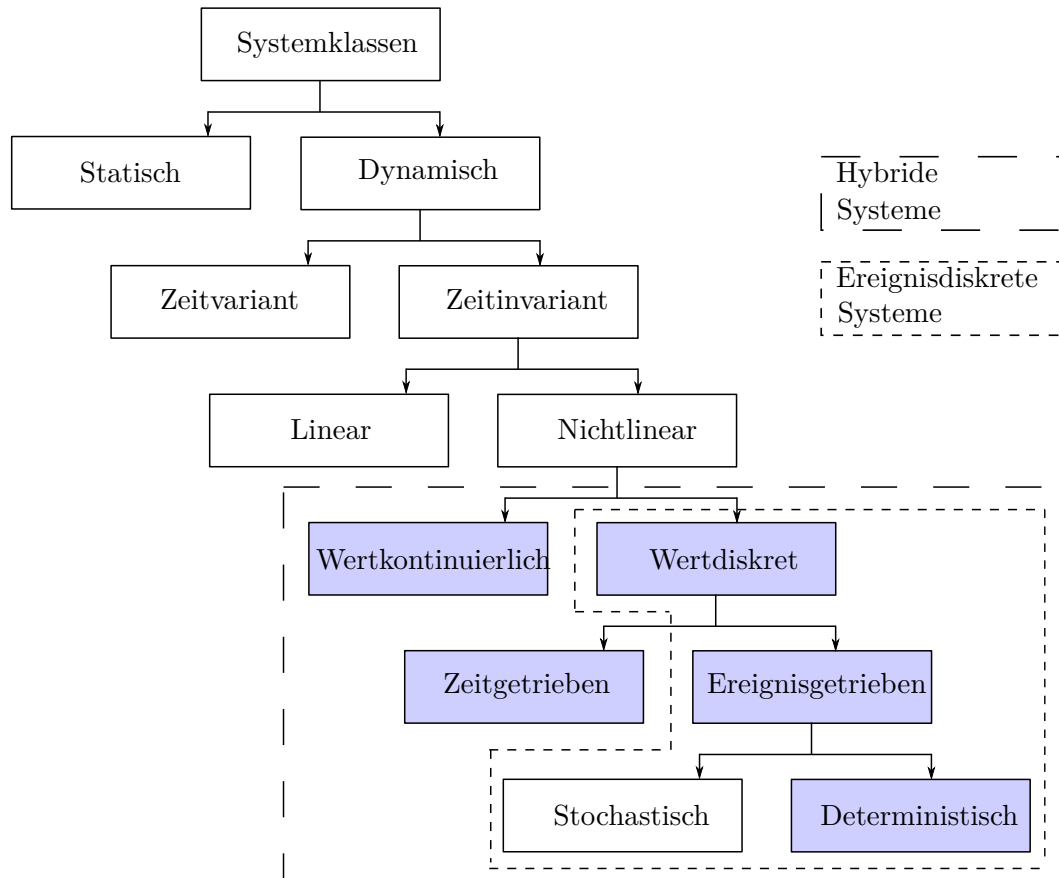 Systemklassen
Statisch
Dynamisch
Hybride
Systeme
Zeitvariant
Zeitinvariant
Ereignisdiskrete
Systeme
Linear
Nichtlinear
Wertkontinuierlich
Wertdiskret
Zeitgetrieben
Ereignisgetrieben
Stochastisch
Deterministisch